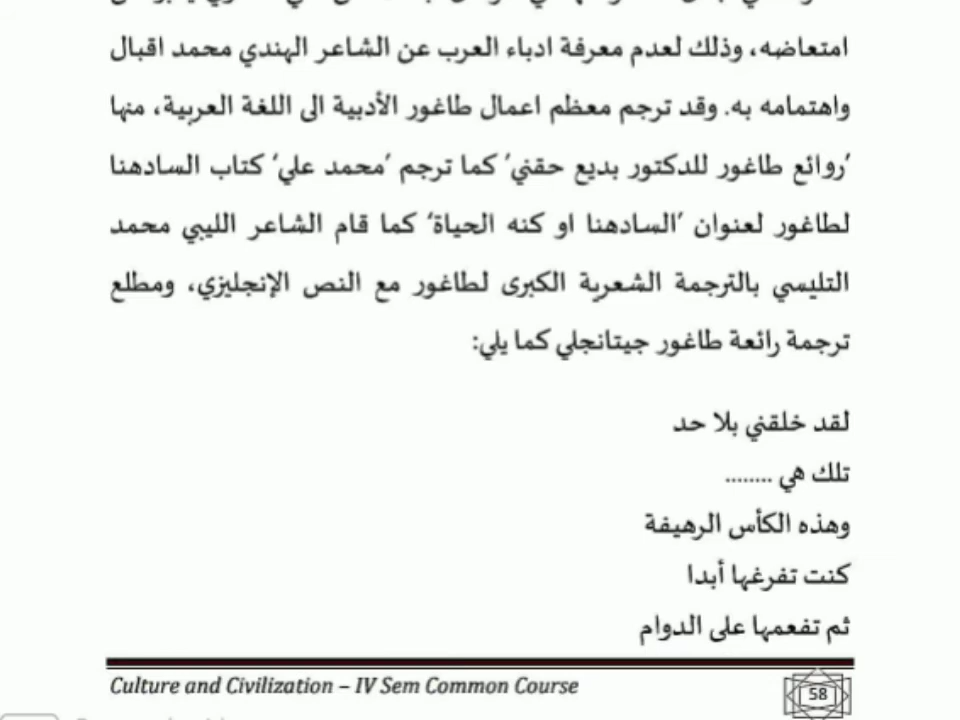 امتعاضه، وذلك لعدم معرفة ادباء العرب عن الشاعر الهندي محمد اقبال
واهتمامه به. وقد ترجم معظم اعمال طاغور الأدبية الى اللغة العربية، منها
’روائع طاغور للدكتور بديع حقني‘ كما ترجم ’محمد علي‘ كتاب السادهنا
لطاغور لعنوان ’السادهنا او كنه الحياة‘ كما قام الشاعر الليبي محمد
التليسي بالترجمة الشعرية الكبرى لطاغور مع النص الإنجليزي، ومطلع
ترجمة رائعة طاغور جيتانجلي كما يلي:
لقد خلقني بلا حد
تلك هي ........
وهذه الكأس الرهيفة
كنت تفرغها أبدا
ثم تفعمها على الدوام
Culture and Civilization – IV Sem Common Course
58